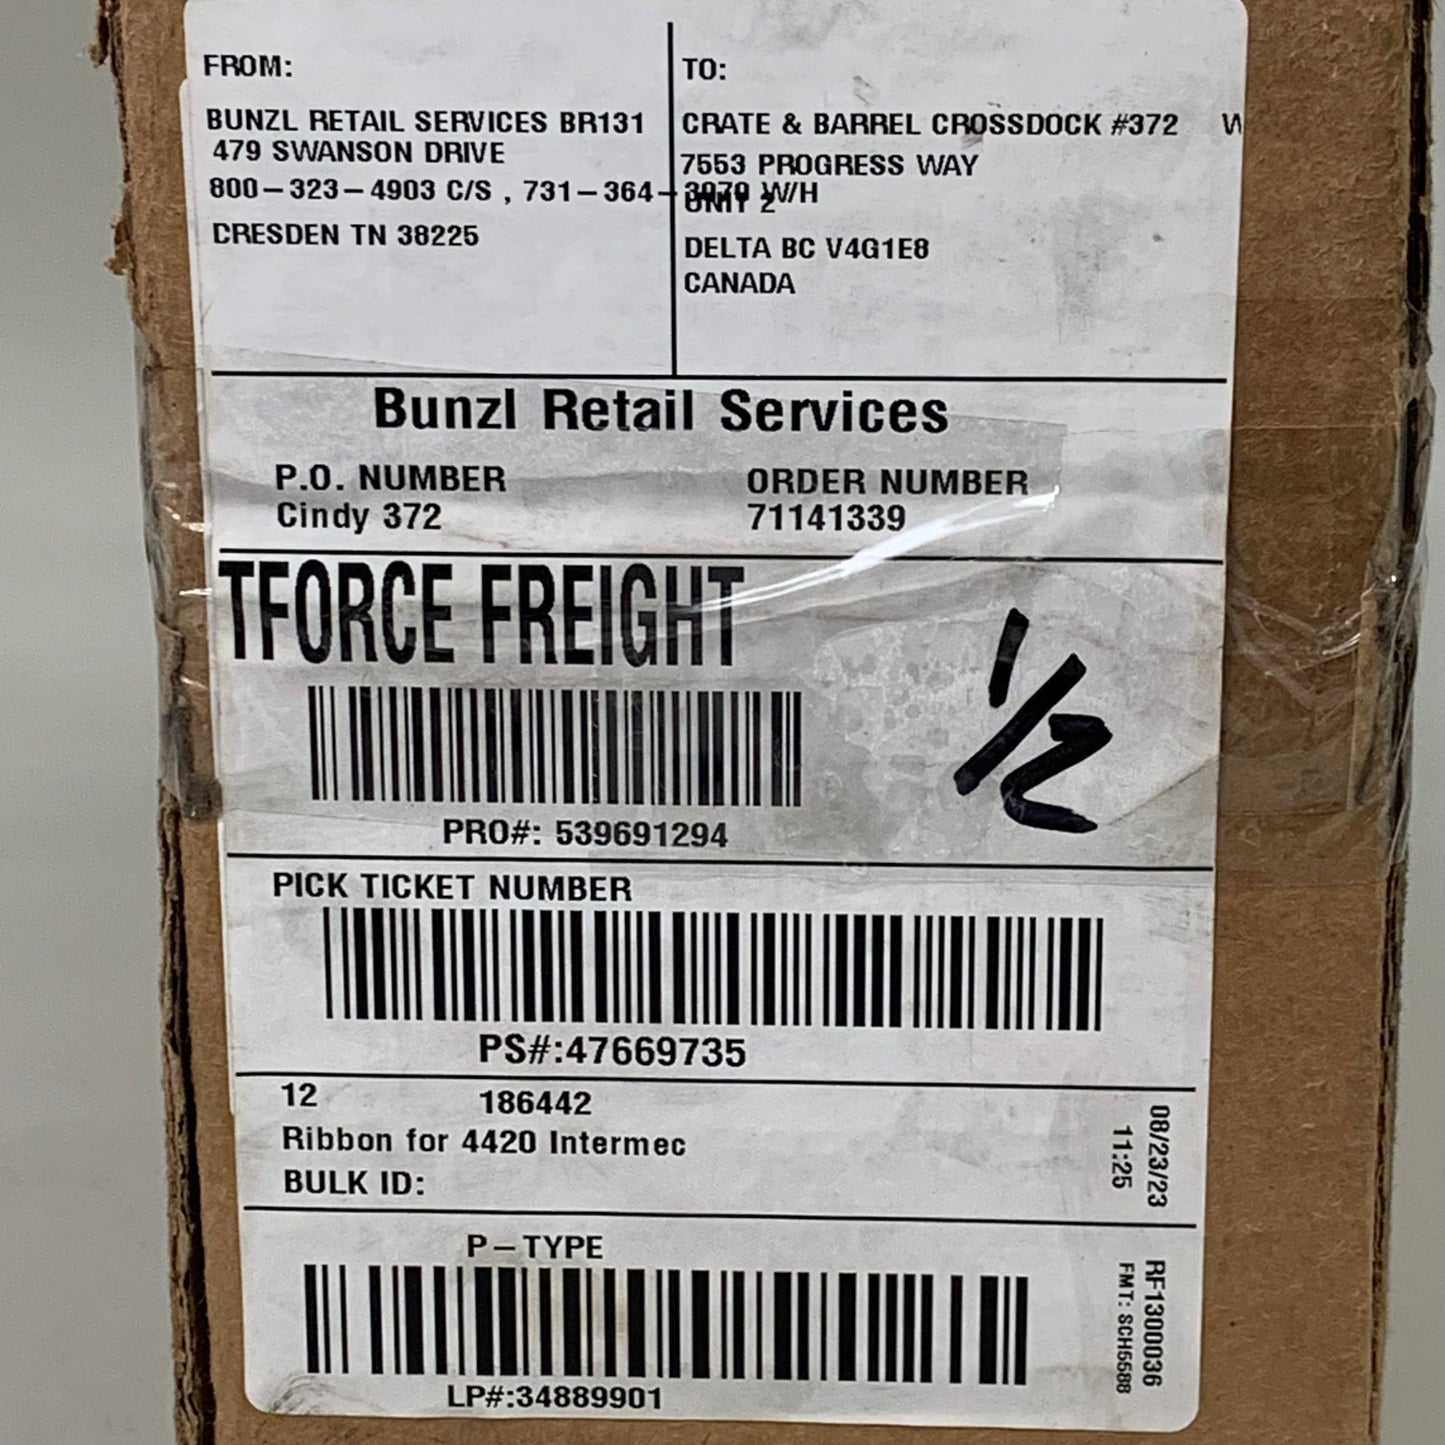 FROM:
BUNZL RETAIL SERVICES BR131
479 SWANSON DRIVE
800-323-4903 C/S , 731-364-3979 W/H
CRESDEN TN 38225
TO:
CRATE & BARREL CROSSDOCK #372 W
7553 PROGRESS WAY
UNIT 2
DELTA BC V4G1E8
CANADA
Bunzl Retail Services
P.O. NUMBER
Cindy 372
ORDER NUMBER
71141339
TFORCE FREIGHT
1/2
PRO#: 539691294
PICK TICKET NUMBER
PS#:47669735
12 186442
Ribbon for 4420 Intermec
BULK ID:
08/23/23
11:25
P-TYPE
LP#:34889901
RF1300036
FMT: SCH5588